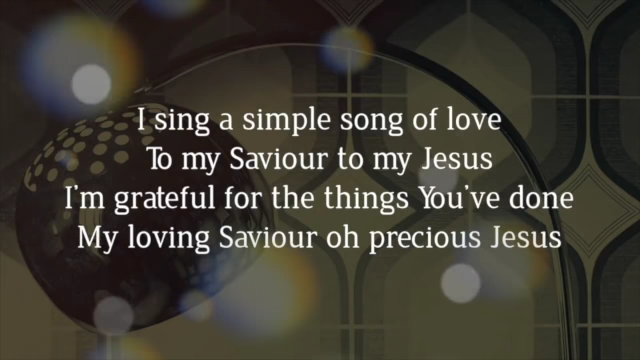 I sing a simple song of love
To my Saviour to my Jesus
I'm grateful for the things You've done
My loving Saviour oh precious Jesus